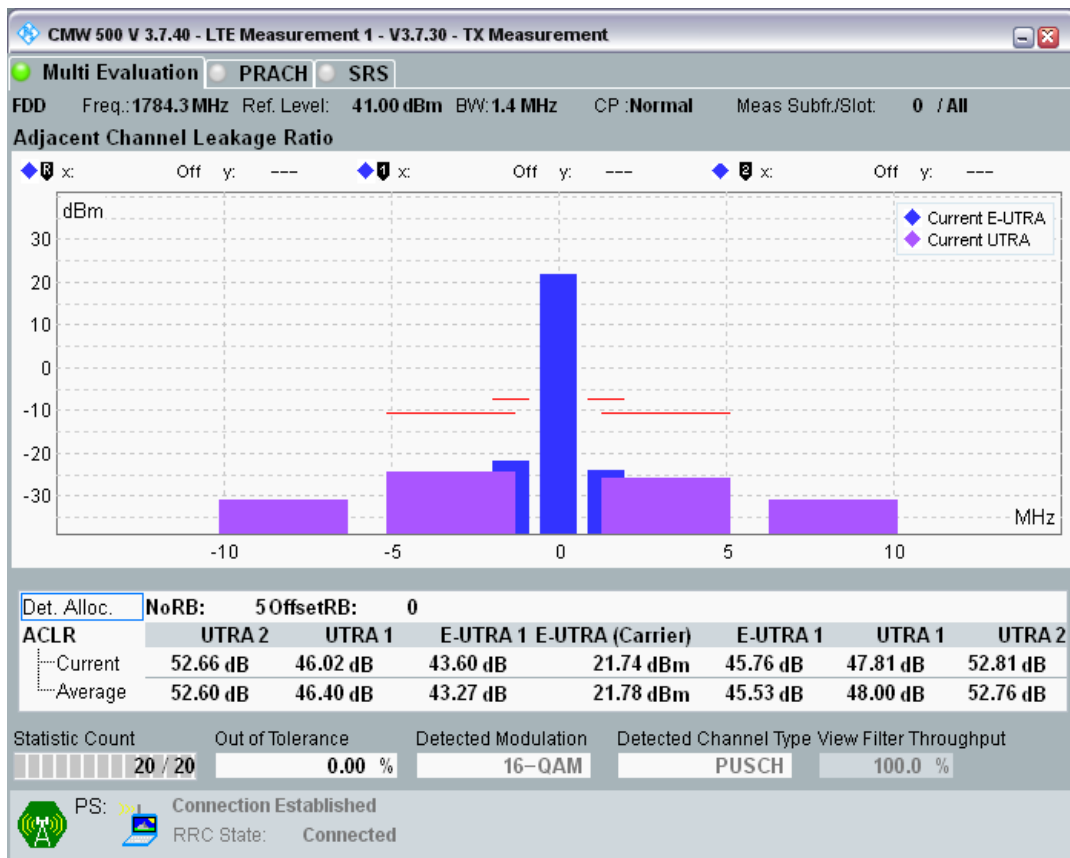 CMW 500 V 3.7.40 - LTE Measurement 1 - V3.7.30 - TX Measurement
Multi Evaluation PRACH SRS
FDD Freq.: 1784.3 MHz Ref. Level: 41.00 dBm BW: 1.4 MHz CP :Normal Meas Subfr./Slot: 0 / All
Adjacent Channel Leakage Ratio
R x: Off y: --- 1 x: Off y: --- 2 x: Off y: ---
dBm
Current E-UTRA
Current UTRA
30
20
10
0
-10
-20
-30
MHz
-10 -5 0 5 10
Det. Alloc. NoRB: 5 OffsetRB: 0
ACLR UTRA 2 UTRA 1 E-UTRA 1 E-UTRA (Carrier) E-UTRA 1 UTRA 1 UTRA 2
Current 52.66 dB 46.02 dB 43.60 dB 21.74 dBm 45.76 dB 47.81 dB 52.81 dB
Average 52.60 dB 46.40 dB 43.27 dB 21.78 dBm 45.53 dB 48.00 dB 52.76 dB
Statistic Count Out of Tolerance Detected Modulation Detected Channel Type View Filter Throughput
20 / 20 0.00 % 16-QAM PUSCH 100.0 %
PS: Connection Established
RRC State: Connected